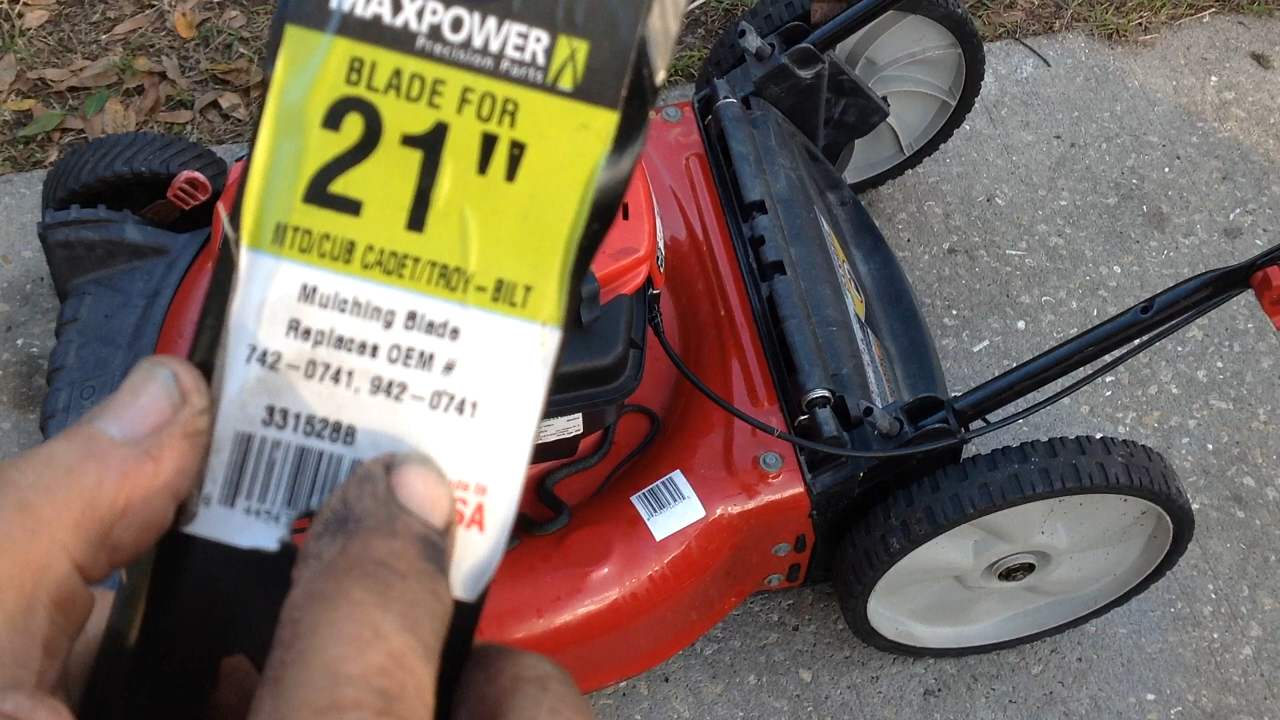 MAXPOWER
Precision Parts
BLADE FOR
21"
MTD/CUB CADET/TROY-BILT
Mulching Blade
Replaces OEM #
742-0741, 942-0741
331528B